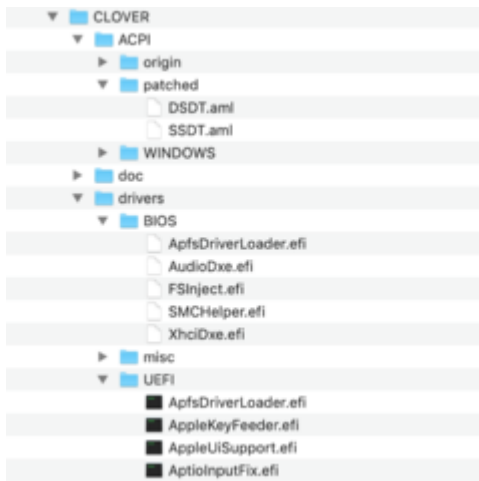 CLOVER
ACPI
origin
patched
DSDT.aml
SSDT.aml
WINDOWS
doc
drivers
BIOS
ApfsDriverLoader.efi
AudioDxe.efi
FSInject.efi
SMCHelper.efi
XhciDxe.efi
misc
UEFI
ApfsDriverLoader.efi
AppleKeyFeeder.efi
AppleUiSupport.efi
AptioInputFix.efi